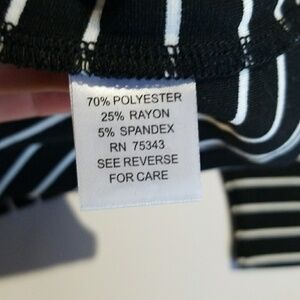 70% POLYESTER
25% RAYON
5% SPANDEX
RN 75343
SEE REVERSE
FOR CARE